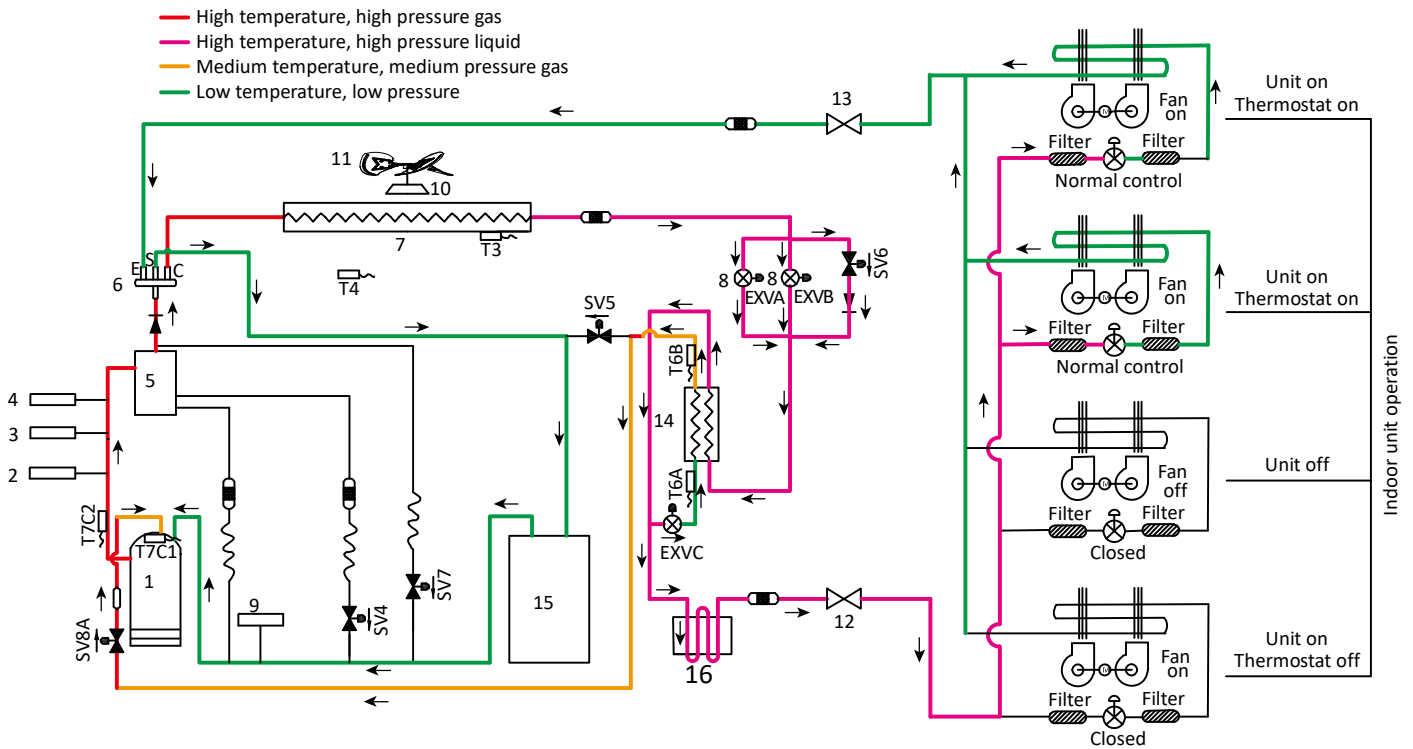 High temperature, high pressure gas
High temperature, high pressure liquid
Medium temperature, medium pressure gas
Low temperature, low pressure
13
Fan
on
Unit on
Thermostat on
Filter
Filter
Normal control
11
10
7
T3
T4
E
S
C
6
8
EXVA
8
EXVB
SV6
Fan
on
Unit on
Thermostat on
Filter
Filter
Normal control
SV5
T6B
5
4
3
2
14
T6A
Fan
off
Unit off
Filter
Filter
Closed
Indoor unit operation
T7C2
T7C1
1
EXVC
SV8A
9
SV4
SV7
15
16
12
Fan
on
Unit on
Thermostat off
Filter
Filter
Closed